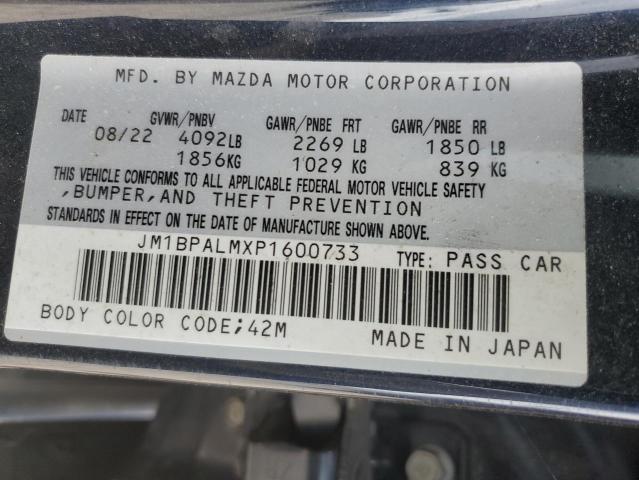 MFD. BY MAZDA MOTOR CORPORATION
DATE GVWR/PNBV GAWR/PNBE FRT GAWR/PNBE RR
08/22 4092LB 2269 LB 1850 LB
1856KG 1029 KG 839 KG
THIS VEHICLE CONFORMS TO ALL APPLICABLE FEDERAL MOTOR VEHICLE SAFETY
,BUMPER,AND THEFT PREVENTION
STANDARDS IN EFFECT ON THE DATE OF MANUFACTURE SHOWN ABOVE.
JM1BPALMXP1600733 TYPE: PASS CAR
BODY COLOR CODE;42M MADE IN JAPAN